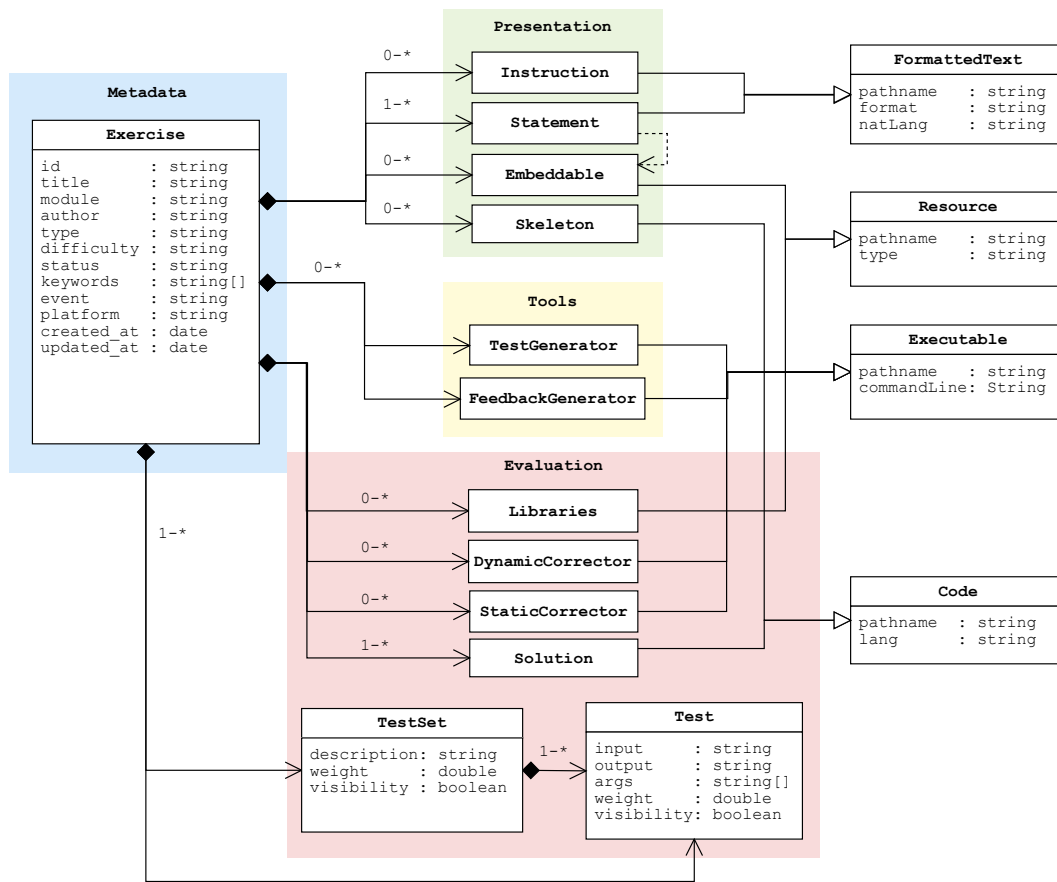 Metadata
Exercise
id : string
title : string
module : string
author : string
type : string
difficulty : string
status : string
keywords : string[]
event : string
platform : string
created_at : date
updated_at : date
0-*
1-*
0-*
0-*
0-*
1-*
Presentation
Instruction
Statement
Embeddable
Skeleton
Tools
TestGenerator
FeedbackGenerator
Evaluation
0-*
Libraries
0-*
DynamicCorrector
0-*
StaticCorrector
1-*
Solution
TestSet
description: string
weight : double
visibility : boolean
1-*
Test
input : string
output : string
args : string[]
weight : double
visibility: boolean
FormattedText
pathname : string
format : string
natLang : string
Resource
pathname : string
type : string
Executable
pathname : string
commandLine: String
Code
pathname : string
lang : string